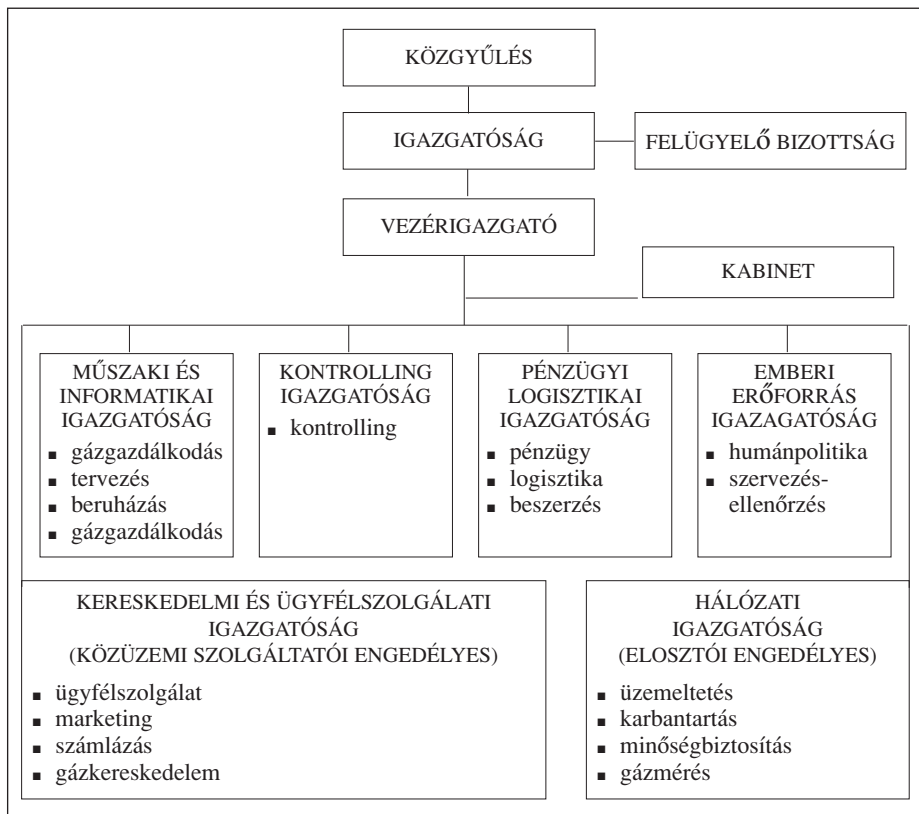 KÖZGYŰLÉS
IGAZGATÓSÁG
FELÜGYELŐ BIZOTTSÁG
VEZÉRIGAZGATÓ
KABINET
MŰSZAKI ÉS
INFORMATIKAI
IGAZGATÓSÁG
▪ gázgazdálkodás
▪ tervezés
▪ beruházás
▪ gázgazdálkodás
KONTROLLING
IGAZGATÓSÁG
▪ kontrolling
PÉNZÜGYI
LOGISZTIKAI
IGAZGATÓSÁG
▪ pénzügy
▪ logisztika
▪ beszerzés
EMBERI
ERŐFORRÁS
IGAZAGATÓSÁG
▪ humánpolitika
▪ szervezés-
ellenőrzés
KERESKEDELMI ÉS ÜGYFÉLSZOLGÁLATI
IGAZGATÓSÁG
(KÖZÜZEMI SZOLGÁLTATÓI ENGEDÉLYES)
▪ ügyfélszolgálat
▪ marketing
▪ számlázás
▪ gázkereskedelem
HÁLÓZATI
IGAZGATÓSÁG
(ELOSZTÓI ENGEDÉLYES)
▪ üzemeltetés
▪ karbantartás
▪ minőségbiztosítás
▪ gázmérés